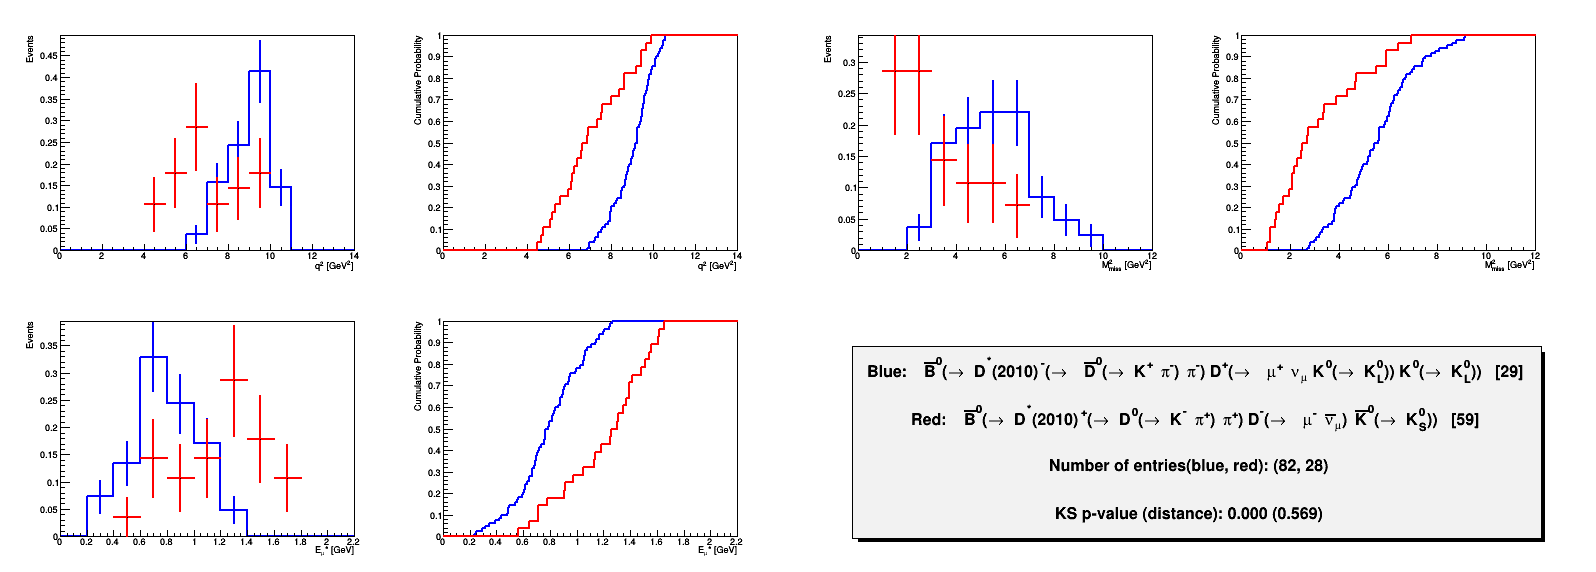 Events
0.45
0.4
0.35
0.3
0.25
0.2
0.15
0.1
0.05
0
0 2 4 6 8 10 12 14
q² [GeV²]
Cumulative Probability
1
0.9
0.8
0.7
0.6
0.5
0.4
0.3
0.2
0.1
0
0 2 4 6 8 10 12 14
q² [GeV²]
Events
0.3
0.25
0.2
0.15
0.1
0.05
0
0 2 4 6 8 10 12
M²miss [GeV²]
Cumulative Probability
1
0.9
0.8
0.7
0.6
0.5
0.4
0.3
0.2
0.1
0
0 2 4 6 8 10 12
M²miss [GeV²]
Events
0.35
0.3
0.25
0.2
0.15
0.1
0.05
0
0 0.2 0.4 0.6 0.8 1 1.2 1.4 1.6 1.8 2 2.2
Eμ* [GeV]
Cumulative Probability
1
0.9
0.8
0.7
0.6
0.5
0.4
0.3
0.2
0.1
0
0 0.2 0.4 0.6 0.8 1 1.2 1.4 1.6 1.8 2 2.2
Eμ* [GeV]
Blue: B̅⁰(→ D*(2010)⁻(→ D̅⁰(→ K⁺ π⁻) π⁻) D⁺(→ μ⁺ νμ K⁰(→ K⁰L)) K⁰(→ K⁰L)) [29]
Red: B̅⁰(→ D*(2010)⁺(→ D⁰(→ K⁻ π⁺) π⁺) D⁻(→ μ⁻ ν̅μ) K̅⁰(→ K⁰S)) [59]
Number of entries(blue, red): (82, 28)
KS p-value (distance): 0.000 (0.569)